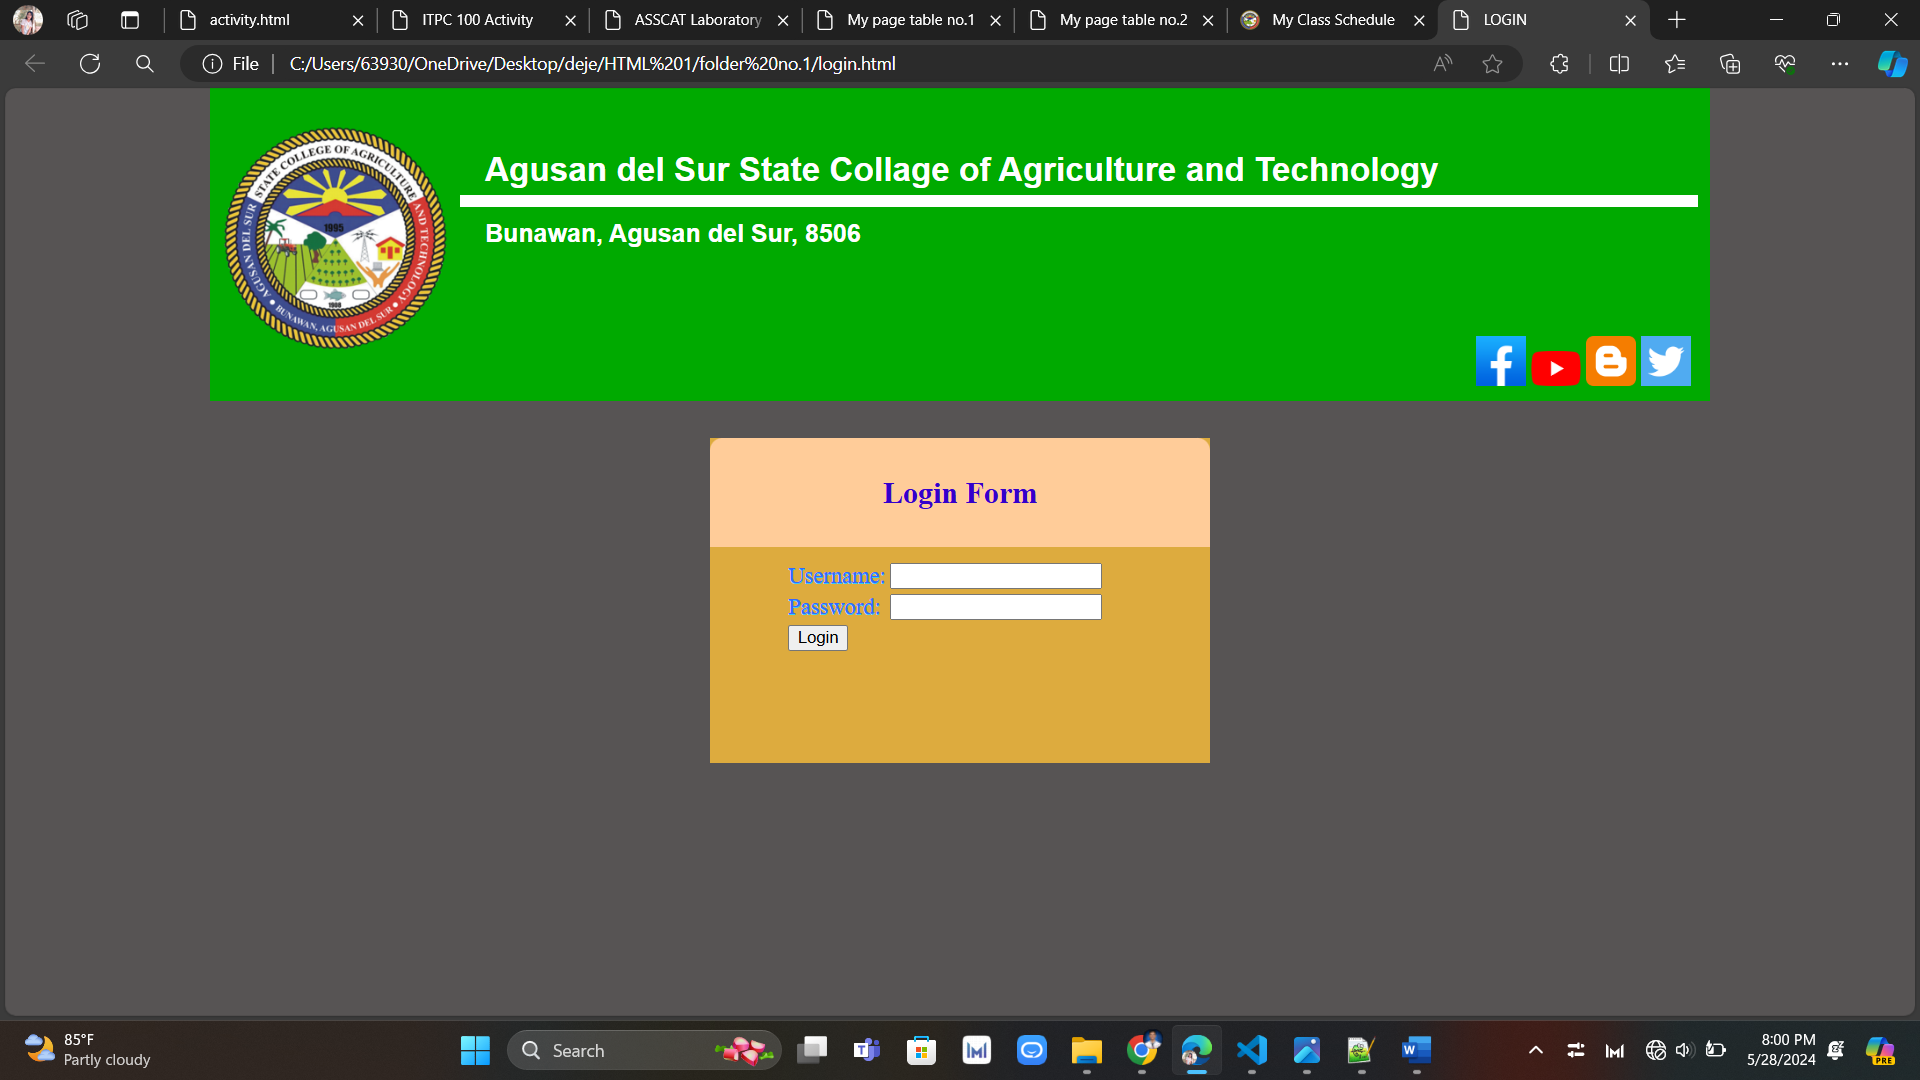 activity.html
ITPC 100 Activity
ASSCAT Laboratory
My page table no.1
My page table no.2
My Class Schedule
LOGIN
File
C:/Users/63930/OneDrive/Desktop/deje/HTML%201/folder%20no.1/login.html
AGUSAN DEL SUR STATE COLLEGE OF AGRICULTURE AND TECHNOLOGY
1995
1908
BUNAWAN, AGUSAN DEL SUR
Agusan del Sur State Collage of Agriculture and Technology
Bunawan, Agusan del Sur, 8506
Login Form
Username:
Password:
Login
85°F
Partly cloudy
Search
8:00 PM
5/28/2024
PRE